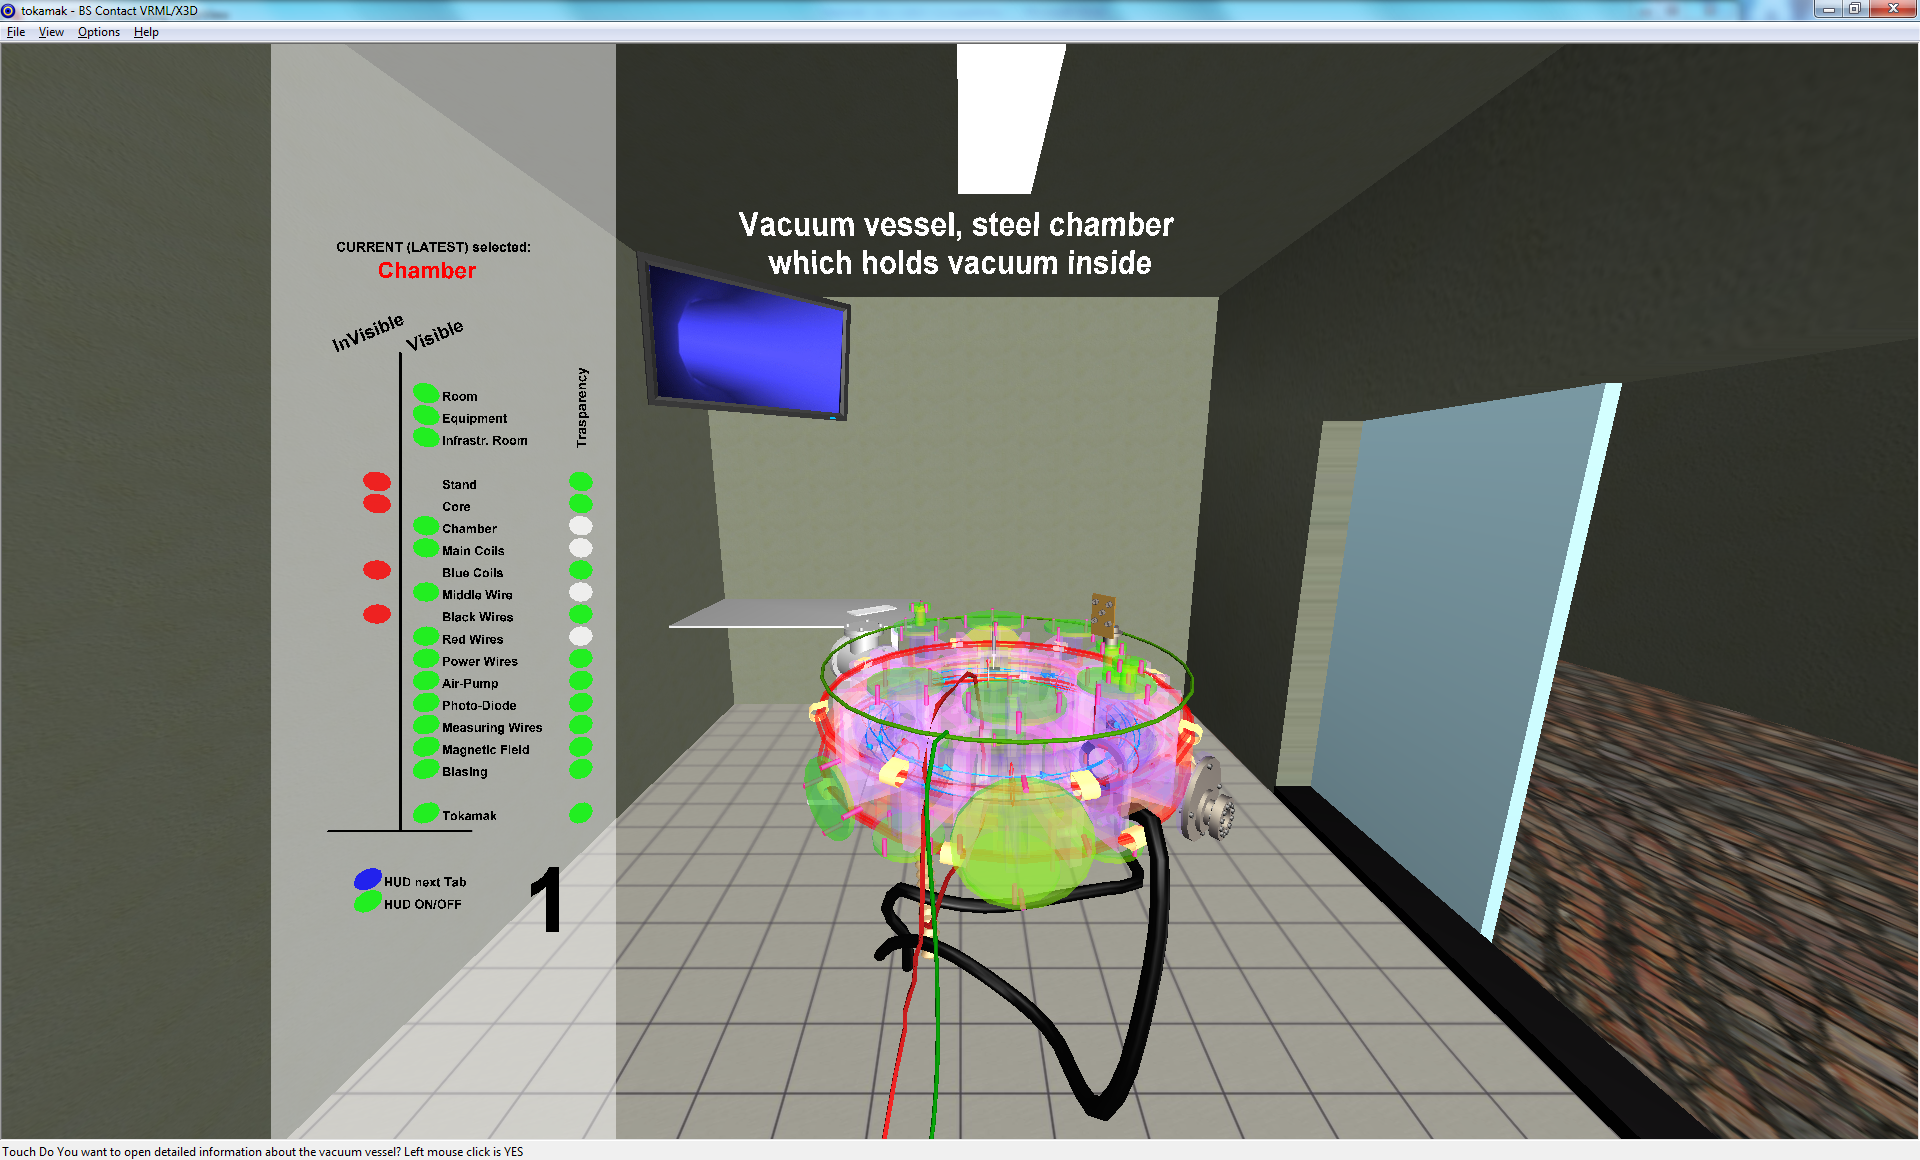 tokamak - BS Contact VRML/X3D
File View Options Help
Vacuum vessel, steel chamber
which holds vacuum inside
CURRENT (LATEST) selected:
Chamber
InVisible
Visible
Trasparency
Room
Equipment
Infrastr. Room
Stand
Core
Chamber
Main Coils
Blue Coils
Middle Wire
Black Wires
Red Wires
Power Wires
Air-Pump
Photo-Diode
Measuring Wires
Magnetic Field
Biasing
Tokamak
HUD next Tab
HUD ON/OFF
1
Touch Do You want to open detailed information about the vacuum vessel? Left mouse click is YES